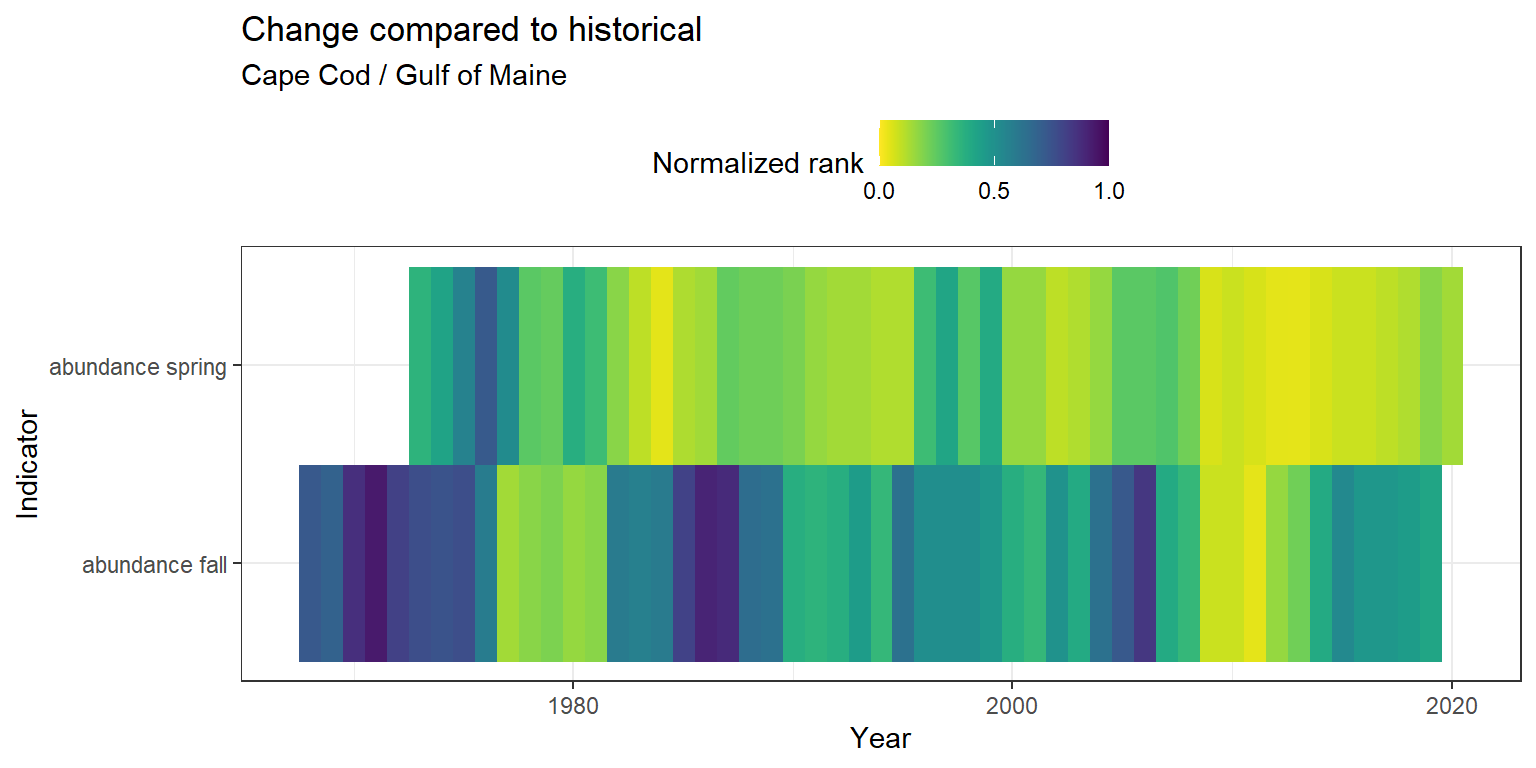 Change compared to historical
Cape Cod / Gulf of Maine
Normalized rank
0.0 0.5 1.0
Indicator
abundance spring
abundance fall
1980 2000 2020
Year